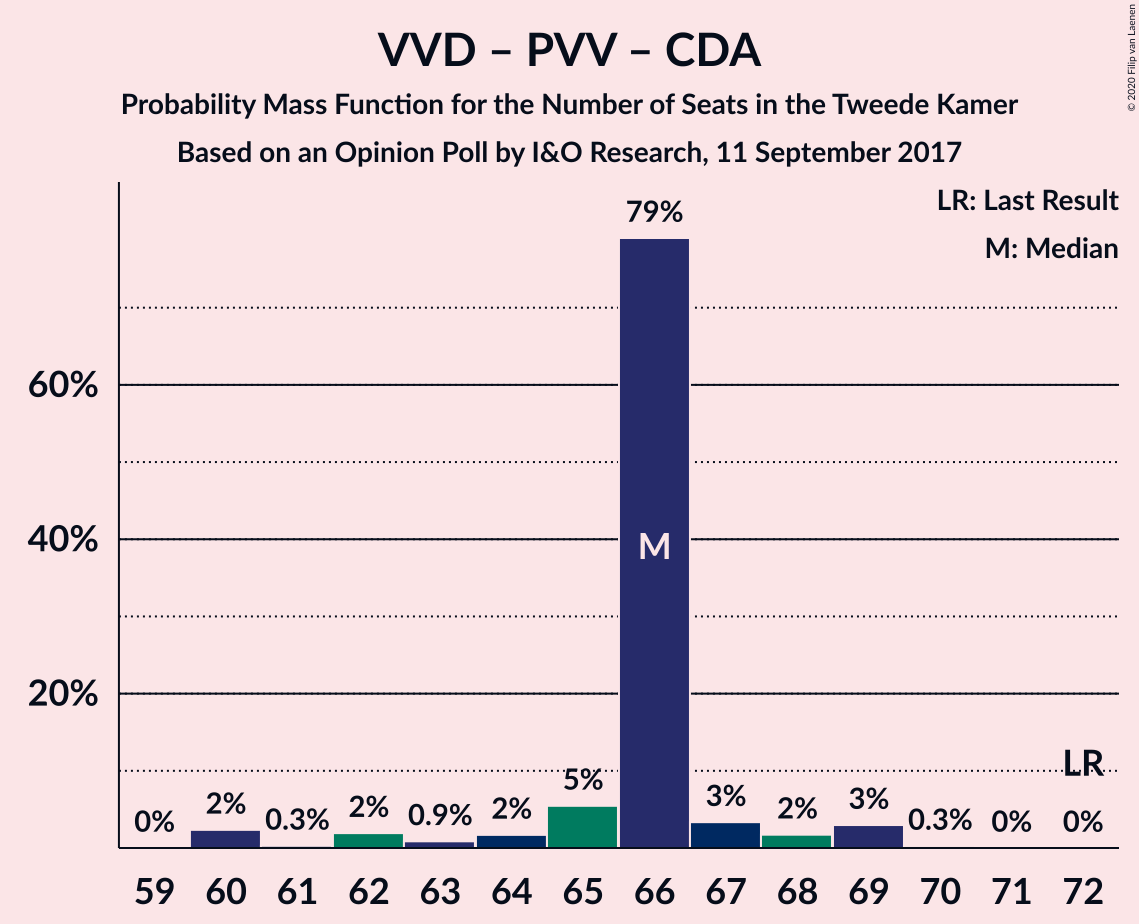 VVD – PVV – CDA
Probability Mass Function for the Number of Seats in the Tweede Kamer
Based on an Opinion Poll by I&O Research, 11 September 2017
© 2020 Filip van Laenen
LR: Last Result
M: Median
79%
60%
40%
20%
M
LR
0%
2%
0.3%
2%
0.9%
2%
5%
3%
2%
3%
0.3%
0%
0%
59 60 61 62 63 64 65 66 67 68 69 70 71 72